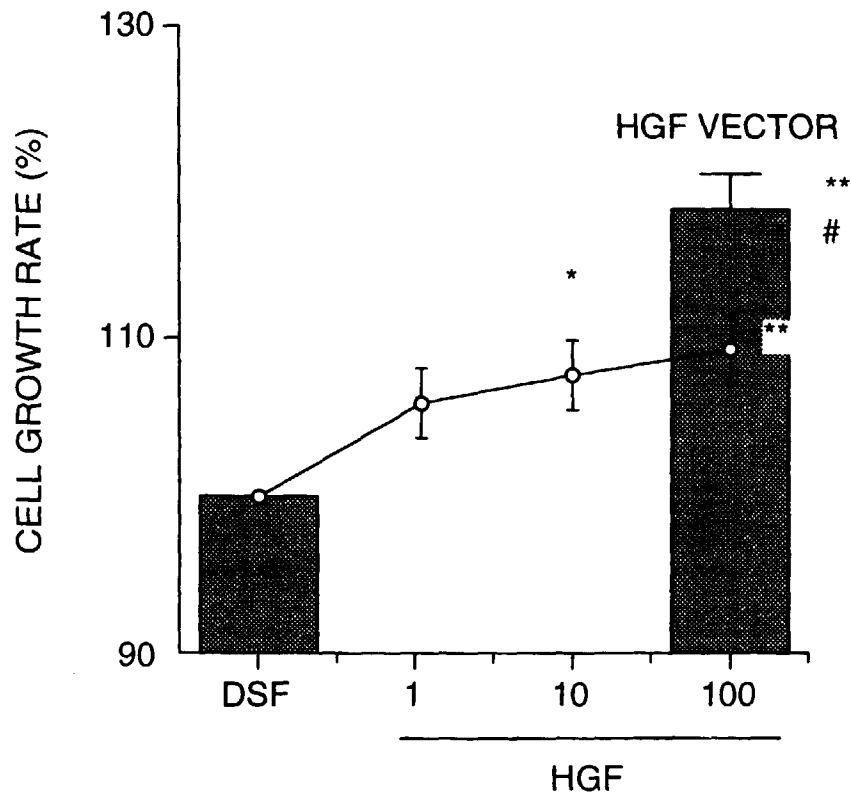 130
HGF VECTOR
**
#
*
110
**
90
CELL GROWTH RATE (%)
DSF 1 10 100
HGF